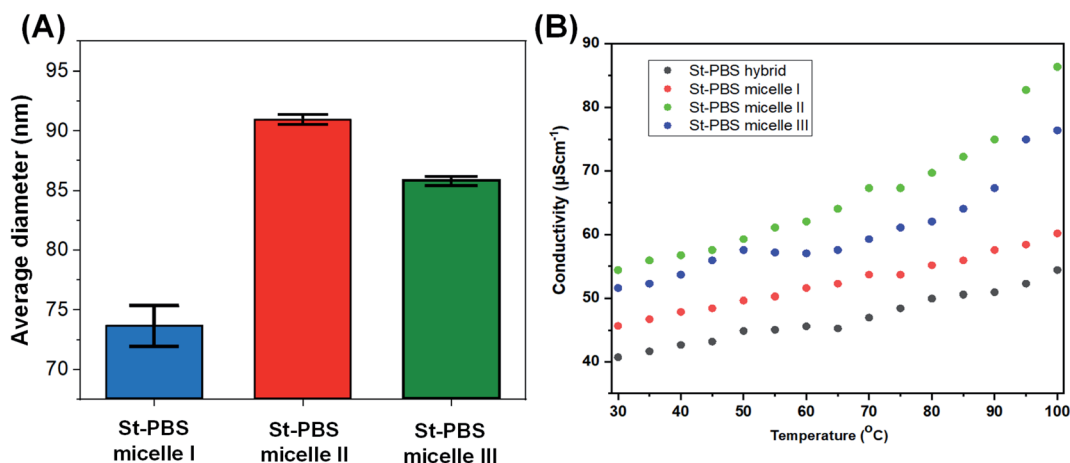 (A)
Average diameter (nm)
95
90
85
80
75
70
St-PBS
micelle I
St-PBS
micelle II
St-PBS
micelle III
(B)
Conductivity (µScm⁻¹)
90
80
70
60
50
40
St-PBS hybrid
St-PBS micelle I
St-PBS micelle II
St-PBS micelle III
30 40 50 60 70 80 90 100
Temperature (°C)